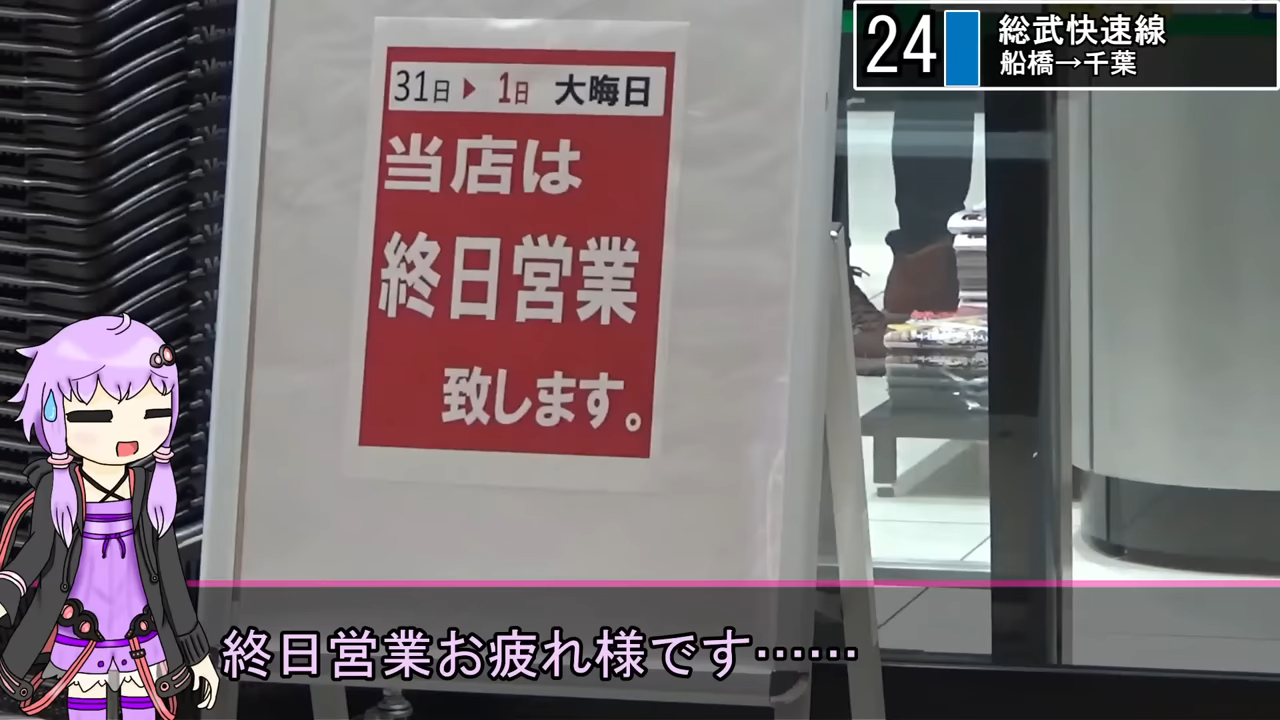 24
総武快速線
船橋→千葉
31日▶1日 大晦日
当店は
終日営業
致します。
終日営業お疲れ様です……